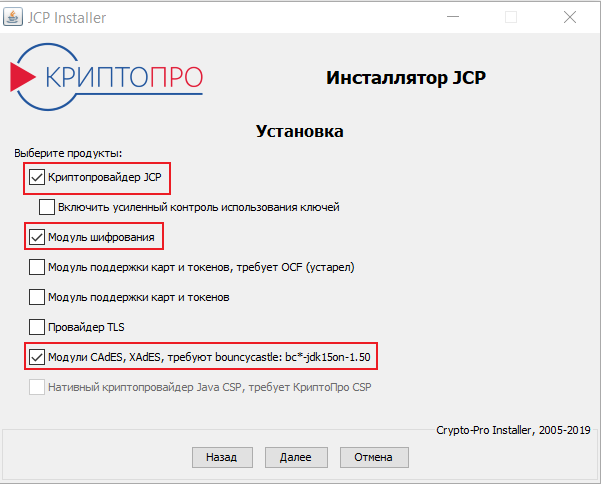 JCP Installer
КРИПТОПРО
Инсталлятор JCP
Установка
Выберите продукты:
Криптопровайдер JCP
Включить усиленный контроль использования ключей
Модуль шифрования
Модуль поддержки карт и токенов, требует OCF (устарел)
Модуль поддержки карт и токенов
Провайдер TLS
Модули CAdES, XAdES, требуют bouncycastle: bc*-jdk15on-1.50
Нативный криптопровайдер Java CSP, требует КриптоПро CSP
Crypto-Pro Installer, 2005-2019
Назад Далее Отмена